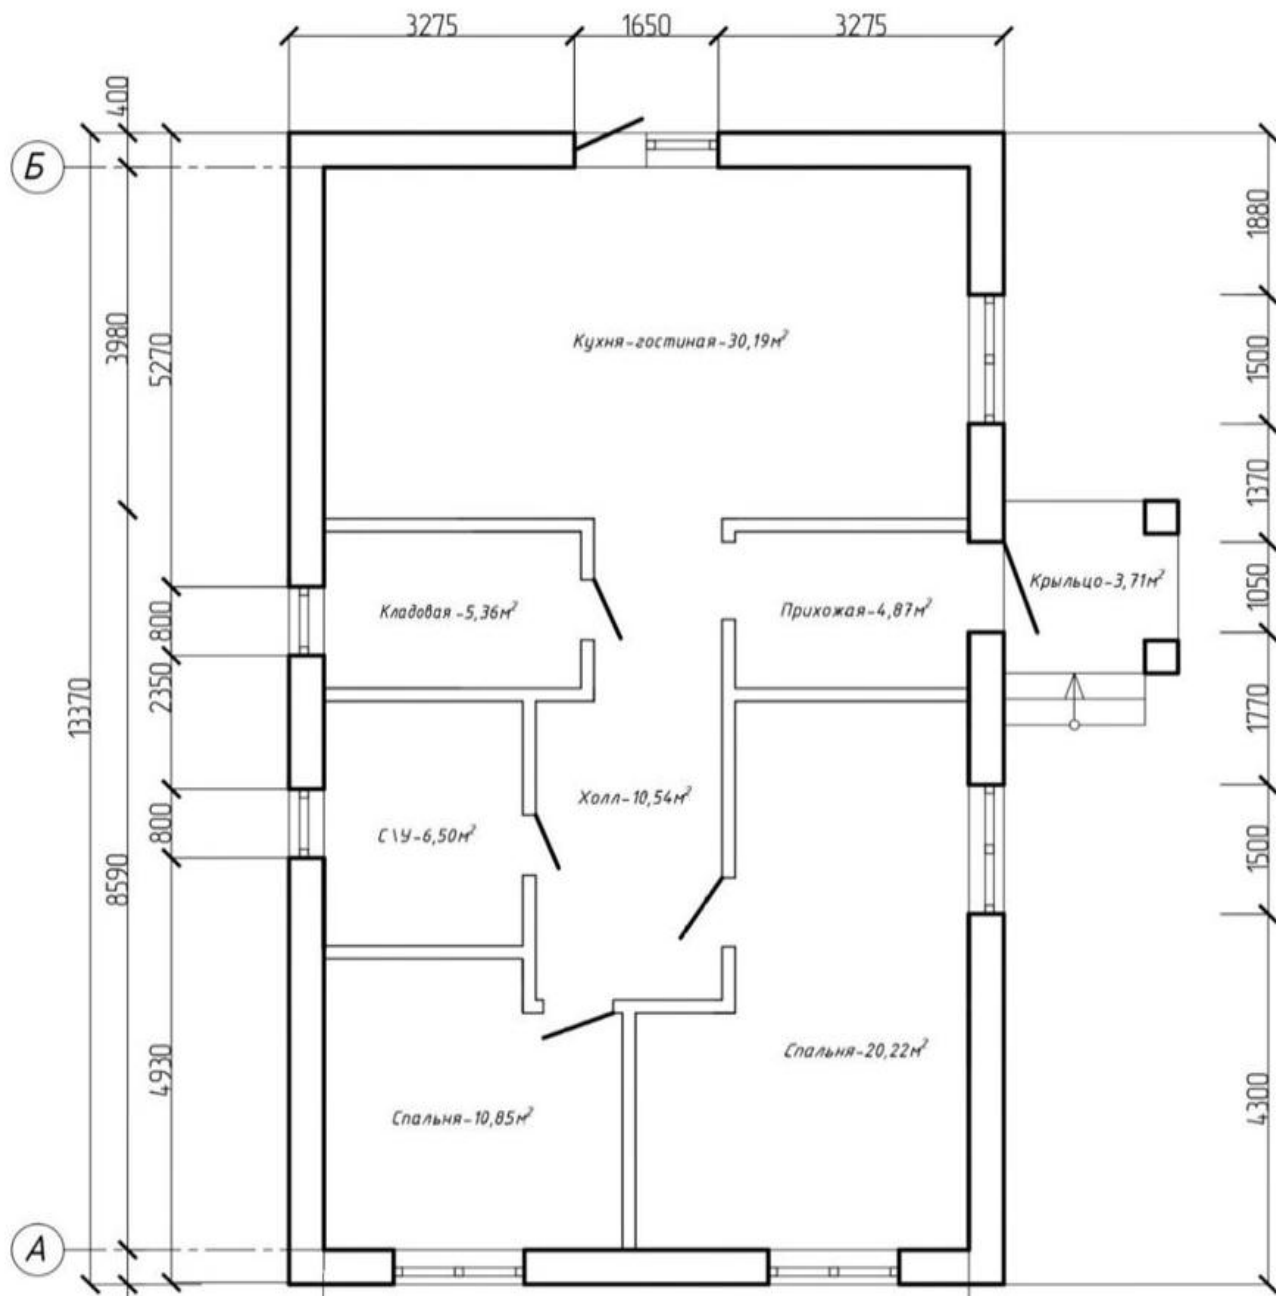 3275
1650
3275
400
Б
1880
3980
5270
Кухня-гостиная-30,19м²
1500
1370
Кладовая-5,36м²
Прихожая-4,87м²
Крыльцо-3,71м²
1050
800
2350
13370
1770
Холл-10,54м²
С\У-6,50м²
800
8590
1500
Спальня-20,22м²
4930
Спальня-10,85м²
4300
А